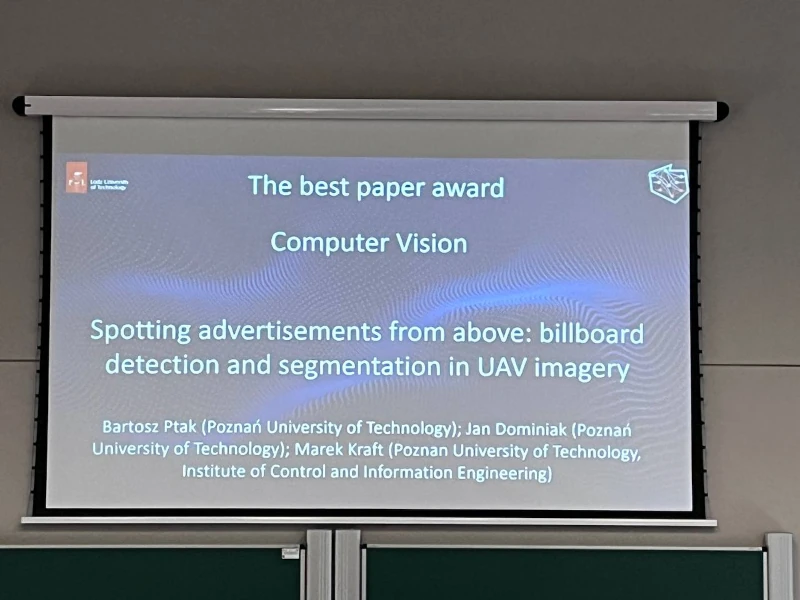 Lodz University
of Technology
The best paper award
Computer Vision
Spotting advertisements from above: billboard
detection and segmentation in UAV imagery
Bartosz Ptak (Poznań University of Technology); Jan Dominiak (Poznań
University of Technology); Marek Kraft (Poznan University of Technology,
Institute of Control and Information Engineering)